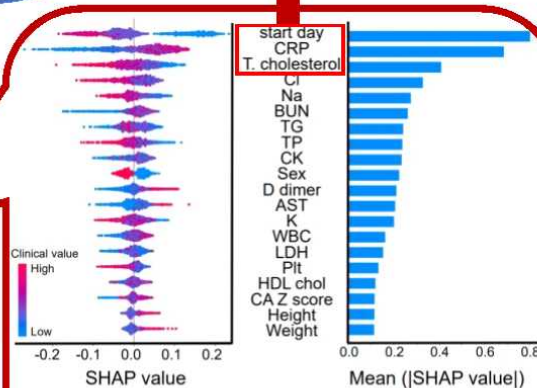 start day
CRP
T. cholesterol
Cl
Na
BUN
TG
TP
CK
Sex
D dimer
AST
K
WBC
LDH
Plt
HDL chol
CA Z score
Height
Weight
Clinical value
High
Low
-0.2 -0.1 0.0 0.1 0.2
SHAP value
0.0 0.2 0.4 0.6 0.8
Mean (|SHAP value|)